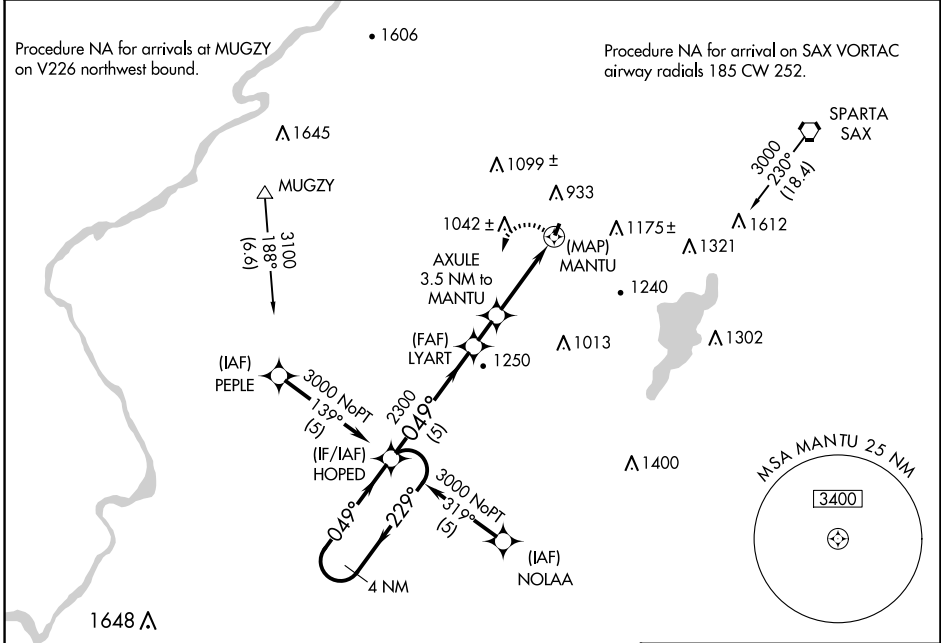 Procedure NA for arrivals at MUGZY
on V226 northwest bound.
1606
Procedure NA for arrival on SAX VORTAC
airway radials 185 CW 252.
SPARTA
SAX
1645
3000
230°
(18.4)
1099 ±
MUGZY
933
3100
188°
(6.6)
1042 ±
1175 ±
1612
(MAP)
MANTU
1321
AXULE
3.5 NM to
MANTU
1240
(FAF)
LYART
1013
1302
1250
(IAF)
PEPLE
3000 NoPT
139°
(5)
2300
049°
(5)
(IF/IAF)
HOPED
1400
3000 NoPT
319°
(5)
049°
229°
(IAF)
NOLAA
4 NM
MSA MANTU 25 NM
3400
1648